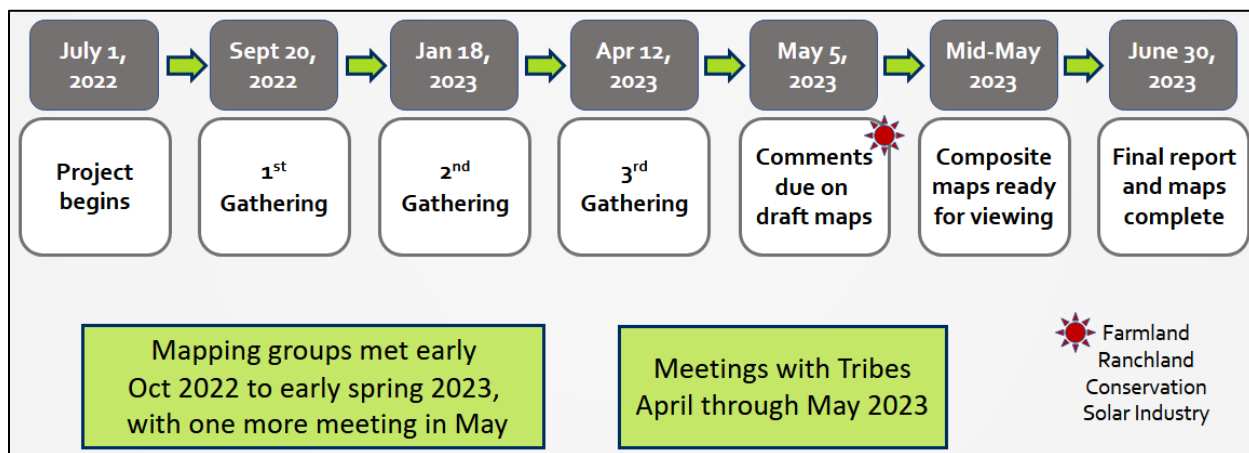 July 1,
2022
Sept 20,
2022
Jan 18,
2023
Apr 12,
2023
May 5,
2023
Mid-May
2023
June 30,
2023
Project
begins
1st
Gathering
2nd
Gathering
3rd
Gathering
Comments
due on
draft maps
Composite
maps ready
for viewing
Final report
and maps
complete
Mapping groups met early
Oct 2022 to early spring 2023,
with one more meeting in May
Meetings with Tribes
April through May 2023
Farmland
Ranchland
Conservation
Solar Industry